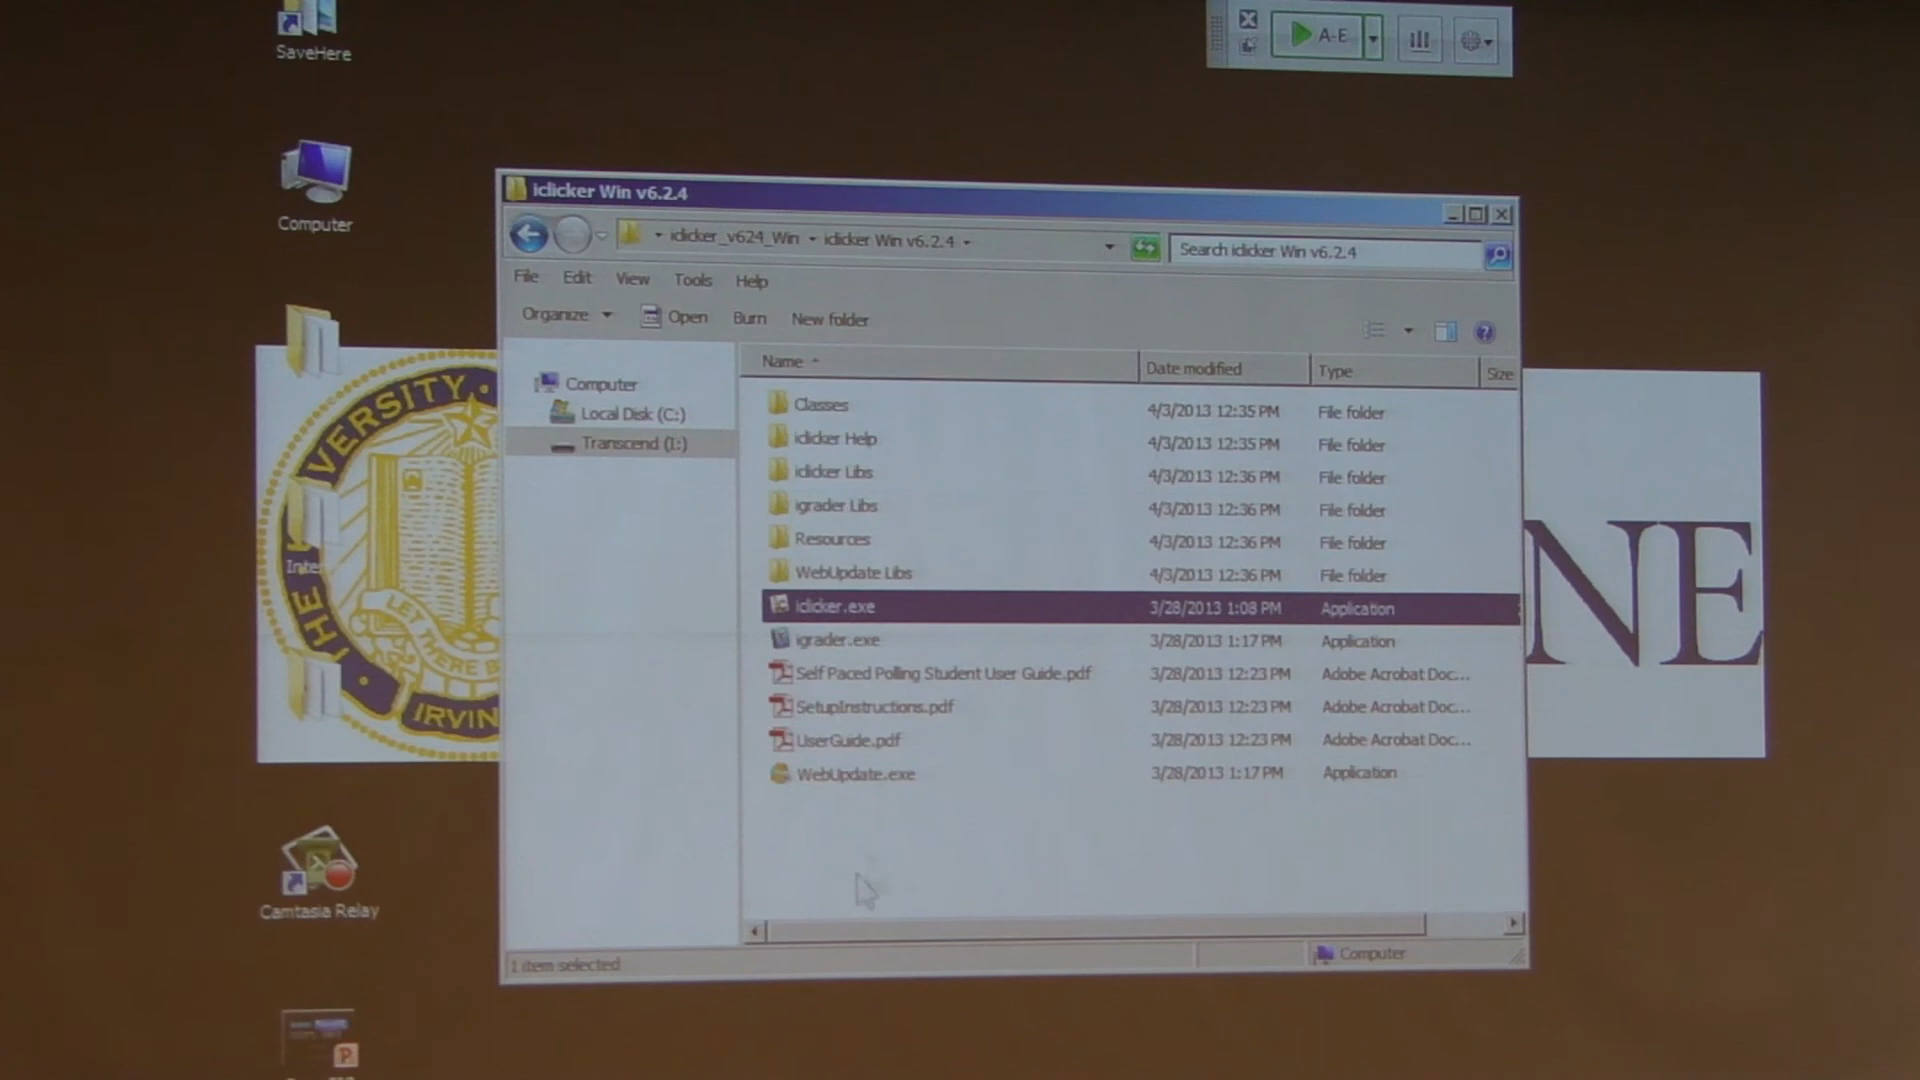 SaveHere
A-E
Computer
iclicker Win v6.2.4
iclicker_v624_Win
iclicker Win v6.2.4
Search iclicker Win v6.2.4
File Edit View Tools Help
Organize Open Burn New folder
Name Date modified Type Size
Computer
Local Disk (C:)
Transcend (I:)
Classes 4/3/2013 12:35 PM File folder
iclicker Help 4/3/2013 12:35 PM File folder
iclicker Libs 4/3/2013 12:36 PM File folder
igrader Libs 4/3/2013 12:36 PM File folder
Resources 4/3/2013 12:36 PM File folder
WebUpdate Libs 4/3/2013 12:36 PM File folder
iclicker.exe 3/28/2013 1:08 PM Application
igrader.exe 3/28/2013 1:17 PM Application
Self Paced Polling Student User Guide.pdf 3/28/2013 12:23 PM Adobe Acrobat Doc...
SetupInstructions.pdf 3/28/2013 12:23 PM Adobe Acrobat Doc...
UserGuide.pdf 3/28/2013 12:23 PM Adobe Acrobat Doc...
WebUpdate.exe 3/28/2013 1:17 PM Application
1 item selected
Computer
THE
VERSITY
IRVIN
LET THERE B
Inter
NE
Camtasia Relay
P